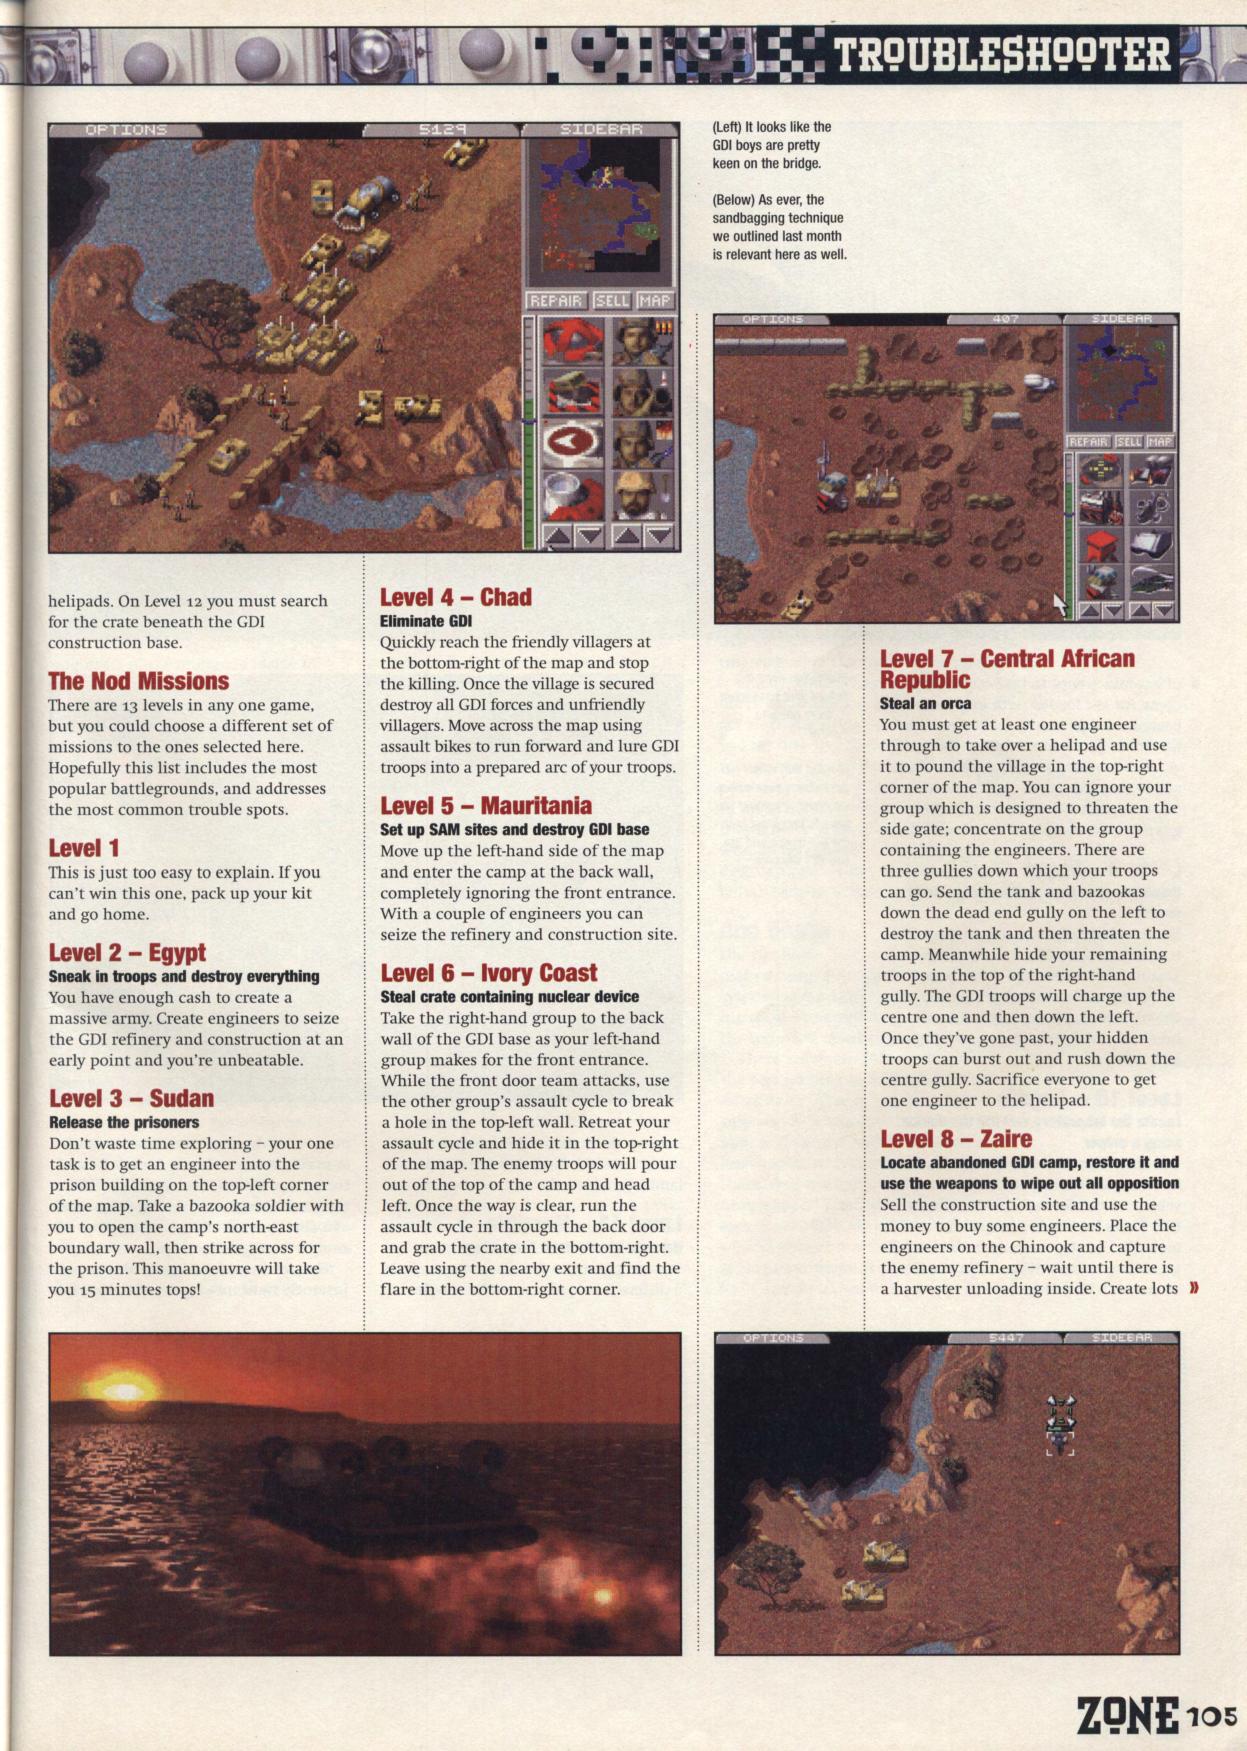 TROUBLESHOOTER
OPTIONS 5129 SIDEBAR
REPAIR SELL MAP
(Left) It looks like the
GDI boys are pretty
keen on the bridge.
(Below) As ever, the
sandbagging technique
we outlined last month
is relevant here as well.
OPTIONS 407 SIDEBAR
REPAIR SELL MAP
helipads. On Level 12 you must search
for the crate beneath the GDI
construction base.
The Nod Missions
There are 13 levels in any one game,
but you could choose a different set of
missions to the ones selected here.
Hopefully this list includes the most
popular battlegrounds, and addresses
the most common trouble spots.
Level 1
This is just too easy to explain. If you
can't win this one, pack up your kit
and go home.
Level 2 – Egypt
Sneak in troops and destroy everything
You have enough cash to create a
massive army. Create engineers to seize
the GDI refinery and construction at an
early point and you're unbeatable.
Level 3 – Sudan
Release the prisoners
Don't waste time exploring – your one
task is to get an engineer into the
prison building on the top-left corner
of the map. Take a bazooka soldier with
you to open the camp's north-east
boundary wall, then strike across for
the prison. This manoeuvre will take
you 15 minutes tops!
Level 4 – Chad
Eliminate GDI
Quickly reach the friendly villagers at
the bottom-right of the map and stop
the killing. Once the village is secured
destroy all GDI forces and unfriendly
villagers. Move across the map using
assault bikes to run forward and lure GDI
troops into a prepared arc of your troops.
Level 5 – Mauritania
Set up SAM sites and destroy GDI base
Move up the left-hand side of the map
and enter the camp at the back wall,
completely ignoring the front entrance.
With a couple of engineers you can
seize the refinery and construction site.
Level 6 – Ivory Coast
Steal crate containing nuclear device
Take the right-hand group to the back
wall of the GDI base as your left-hand
group makes for the front entrance.
While the front door team attacks, use
the other group's assault cycle to break
a hole in the top-left wall. Retreat your
assault cycle and hide it in the top-right
of the map. The enemy troops will pour
out of the top of the camp and head
left. Once the way is clear, run the
assault cycle in through the back door
and grab the crate in the bottom-right.
Leave using the nearby exit and find the
flare in the bottom-right corner.
Level 7 – Central African
Republic
Steal an orca
You must get at least one engineer
through to take over a helipad and use
it to pound the village in the top-right
corner of the map. You can ignore your
group which is designed to threaten the
side gate; concentrate on the group
containing the engineers. There are
three gullies down which your troops
can go. Send the tank and bazookas
down the dead end gully on the left to
destroy the tank and then threaten the
camp. Meanwhile hide your remaining
troops in the top of the right-hand
gully. The GDI troops will charge up the
centre one and then down the left.
Once they've gone past, your hidden
troops can burst out and rush down the
centre gully. Sacrifice everyone to get
one engineer to the helipad.
Level 8 – Zaire
Locate abandoned GDI camp, restore it and
use the weapons to wipe out all opposition
Sell the construction site and use the
money to buy some engineers. Place the
engineers on the Chinook and capture
the enemy refinery – wait until there is
a harvester unloading inside. Create lots »
OPTIONS 5447 SIDEBAR
ZONE 105